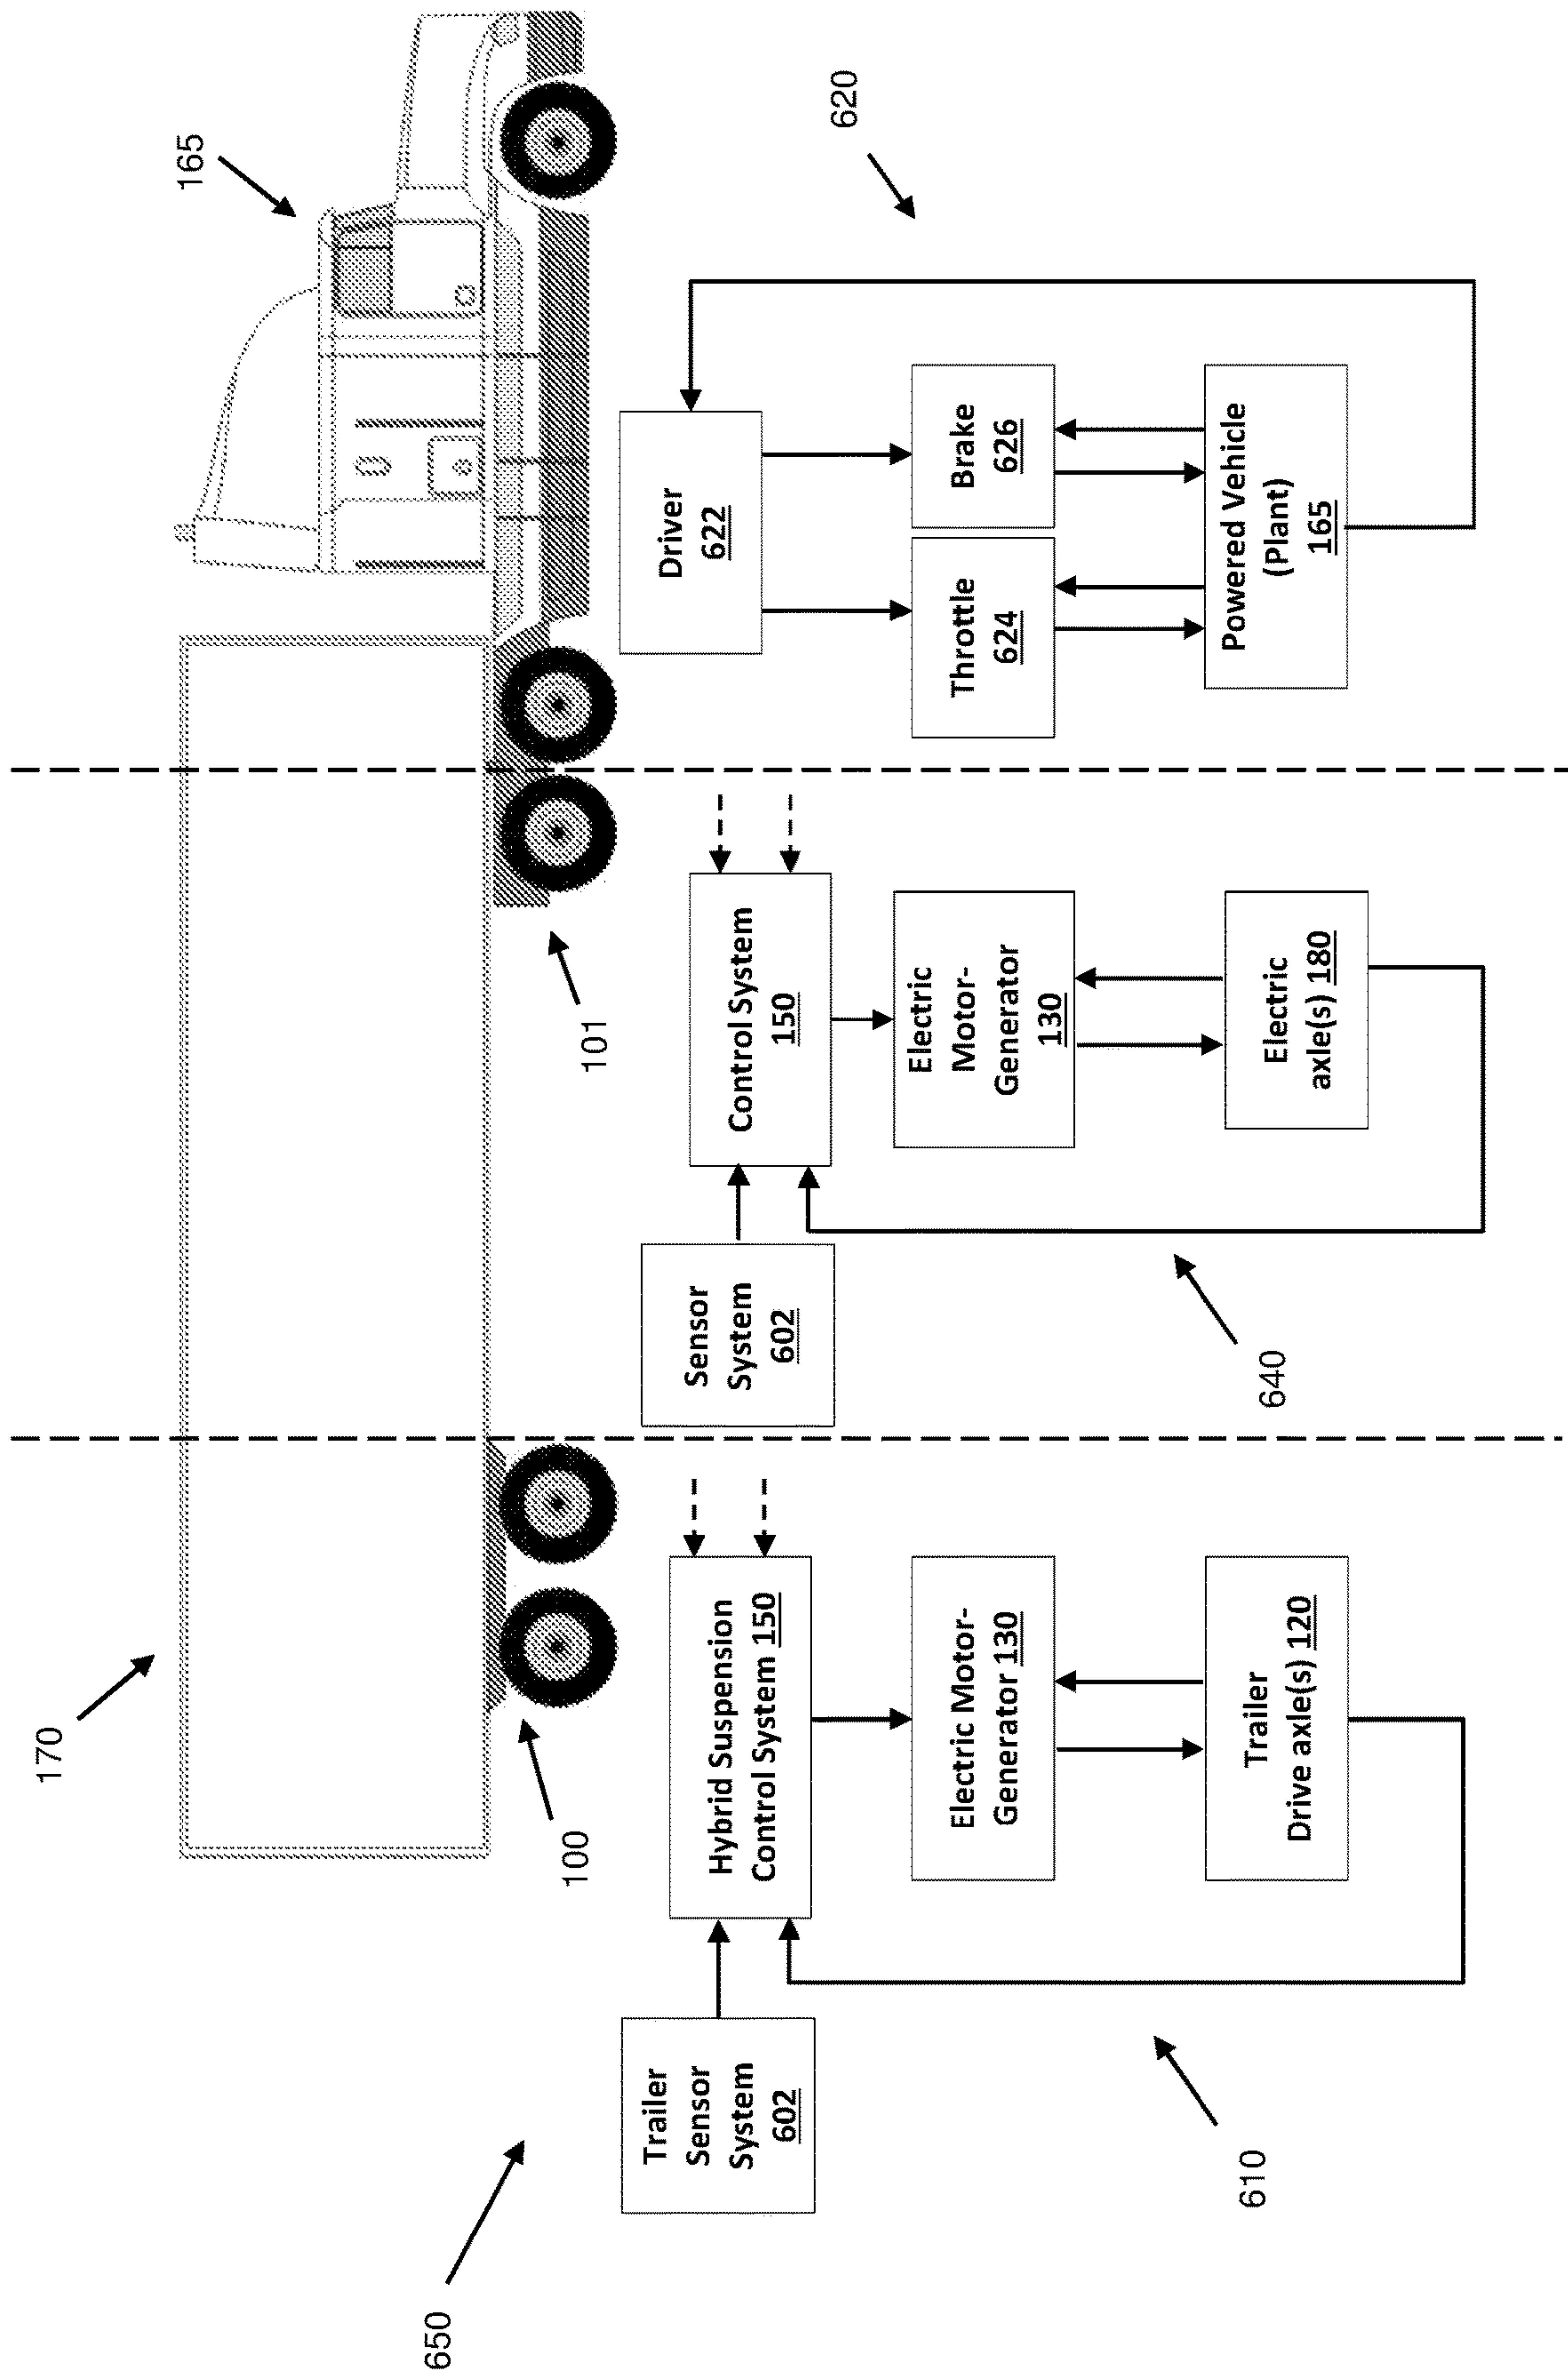 170
165
100
101
650
610
640
620
Trailer
Sensor
System
602
Hybrid Suspension
Control System 150
Electric Motor-
Generator 130
Trailer
Drive axle(s) 120
Sensor
System
602
Control System
150
Electric
Motor-
Generator
130
Electric
axle(s) 180
Driver
622
Throttle
624
Brake
626
Powered Vehicle
(Plant)
165